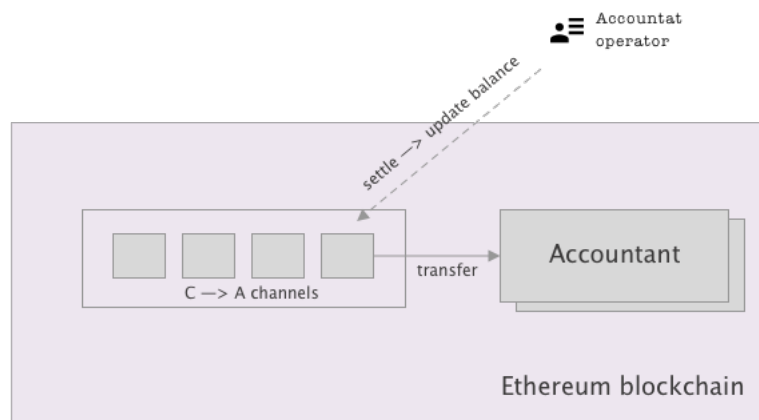 Accountat
operator
settle —> update balance
Accountant
transfer
C —> A channels
Ethereum blockchain